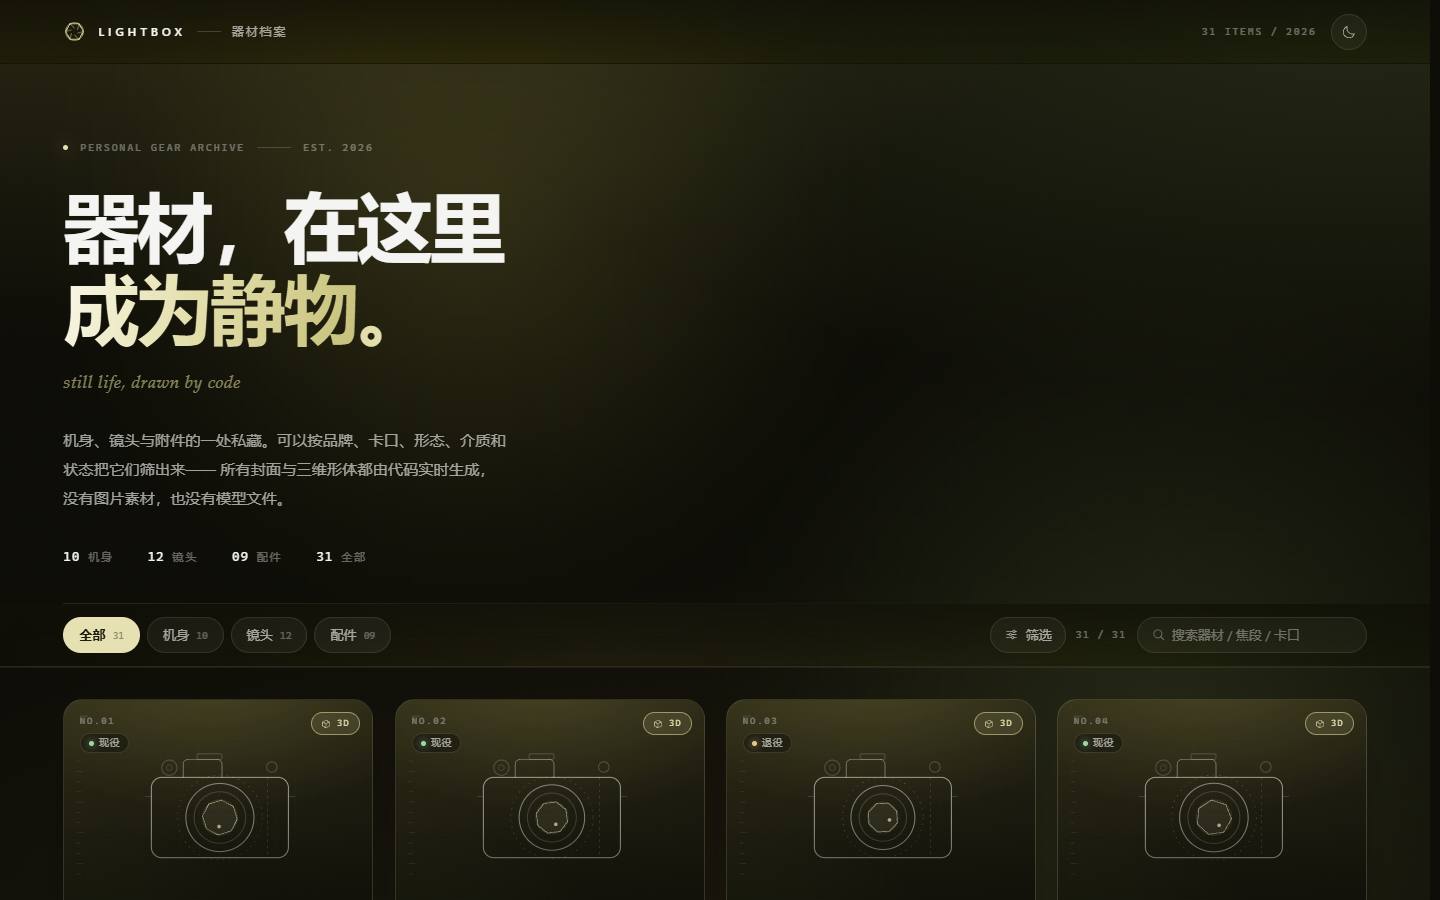 LIGHTBOX —— 器材档案
31 ITEMS / 2026
PERSONAL GEAR ARCHIVE —— EST. 2026
器材，在这里
成为静物。
still life, drawn by code
机身、镜头与附件的一处私藏。可以按品牌、卡口、形态、介质和
状态把它们筛出来—— 所有封面与三维形体都由代码实时生成，
没有图片素材，也没有模型文件。
10 机身 12 镜头 09 配件 31 全部
全部 31 机身 10 镜头 12 配件 09
筛选 31 / 31 搜索器材 / 焦段 / 卡口
NO.01 3D
现役
NO.02 3D
现役
NO.03 3D
退役
NO.04 3D
现役